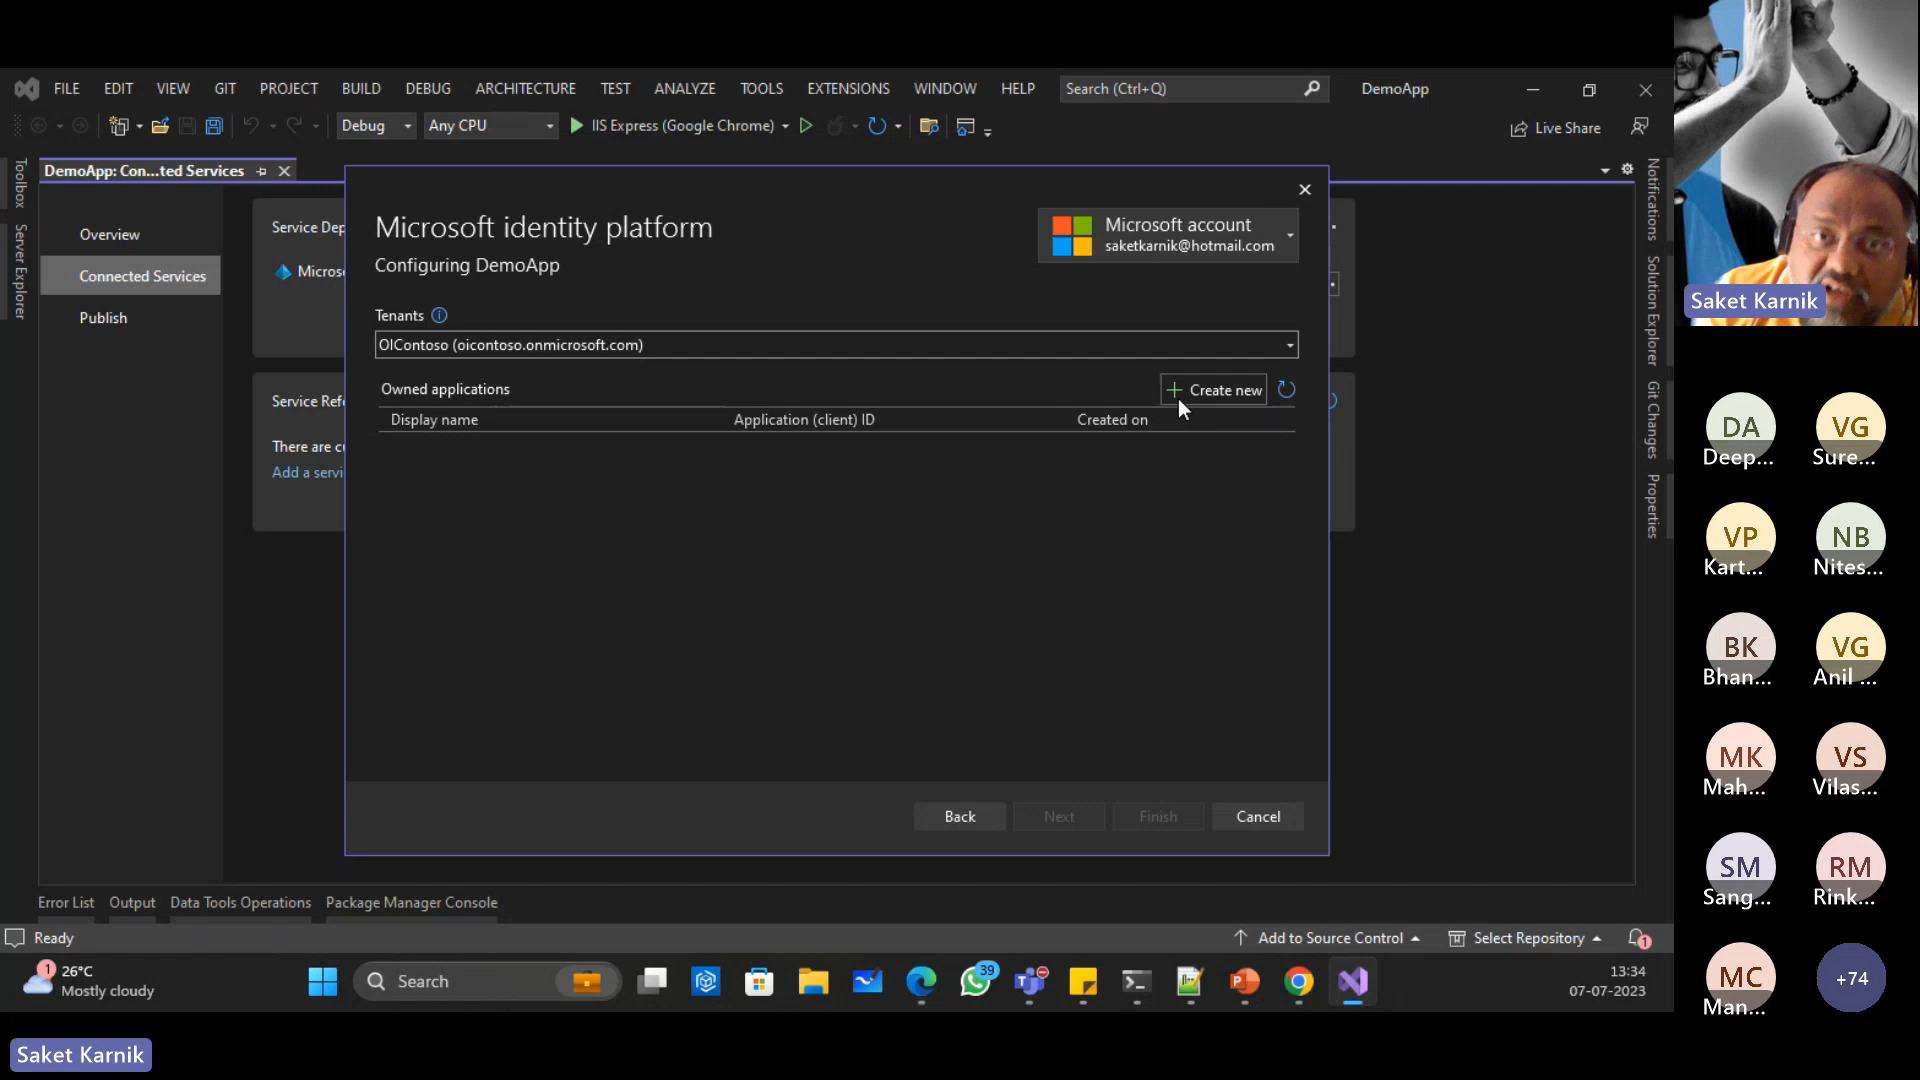 FILE EDIT VIEW GIT PROJECT BUILD DEBUG ARCHITECTURE TEST ANALYZE TOOLS EXTENSIONS WINDOW HELP Search (Ctrl+Q) DemoApp
Debug Any CPU IIS Express (Google Chrome) Live Share
DemoApp: Con...ted Services
Toolbox
Server Explorer
Overview
Connected Services
Publish
Service Dep
Micros
Service Ref
There are c
Add a servi
Microsoft identity platform
Configuring DemoApp
Microsoft account
saketkarnik@hotmail.com
Tenants
OIContoso (oicontoso.onmicrosoft.com)
Owned applications
Create new
Display name Application (client) ID Created on
Back Next Finish Cancel
Notifications
Solution Explorer
Git Changes
Properties
Error List Output Data Tools Operations Package Manager Console
Ready Add to Source Control Select Repository 1
1 26°C
Mostly cloudy
Search
39
13:34
07-07-2023
Saket Karnik
Saket Karnik
DA VG
Deep... Sure...
VP NB
Kart... Nites...
BK VG
Bhan... Anil ...
MK VS
Mah... Vilas...
SM RM
Sang... Rink...
MC +74
Man...